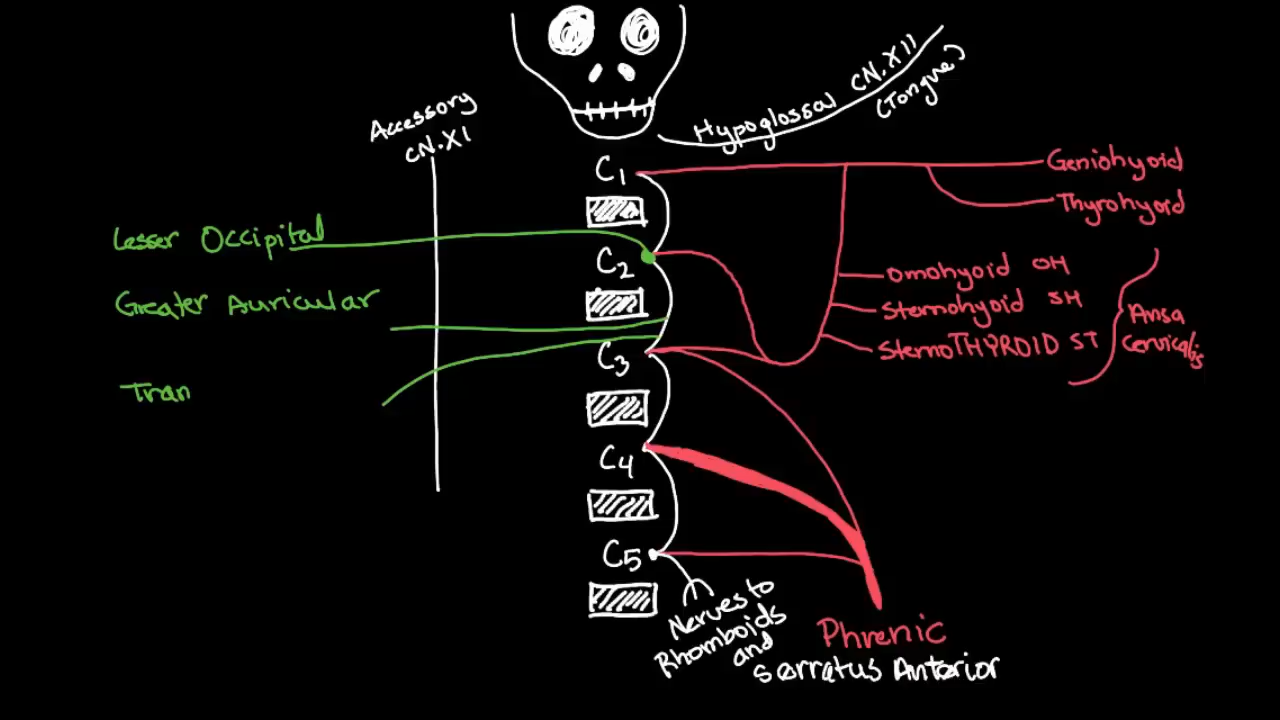 Accessory
CN.XI
Hypoglossal CN.XII
(Tongue)
C1
Geniohyoid
Thyrohyoid
Lesser Occipital
C2
Omohyoid OH
Greater Auricular
Sternohyoid SH
SternoTHYROID ST
Ansa
Cervicalis
C3
Tran
C4
C5
Nerves to
Rhomboids
and
Serratus Anterior
Phrenic